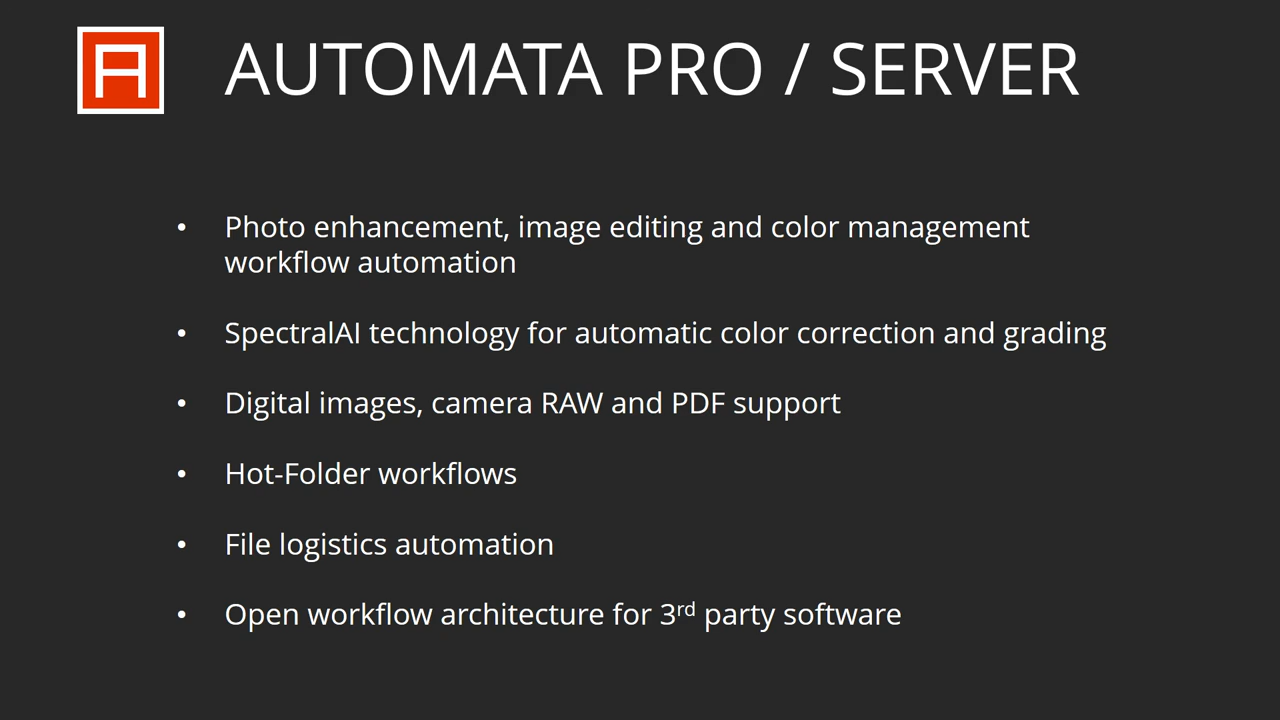 A
AUTOMATA PRO / SERVER
• Photo enhancement, image editing and color management
workflow automation
• SpectralAI technology for automatic color correction and grading
• Digital images, camera RAW and PDF support
• Hot-Folder workflows
• File logistics automation
• Open workflow architecture for 3rd party software